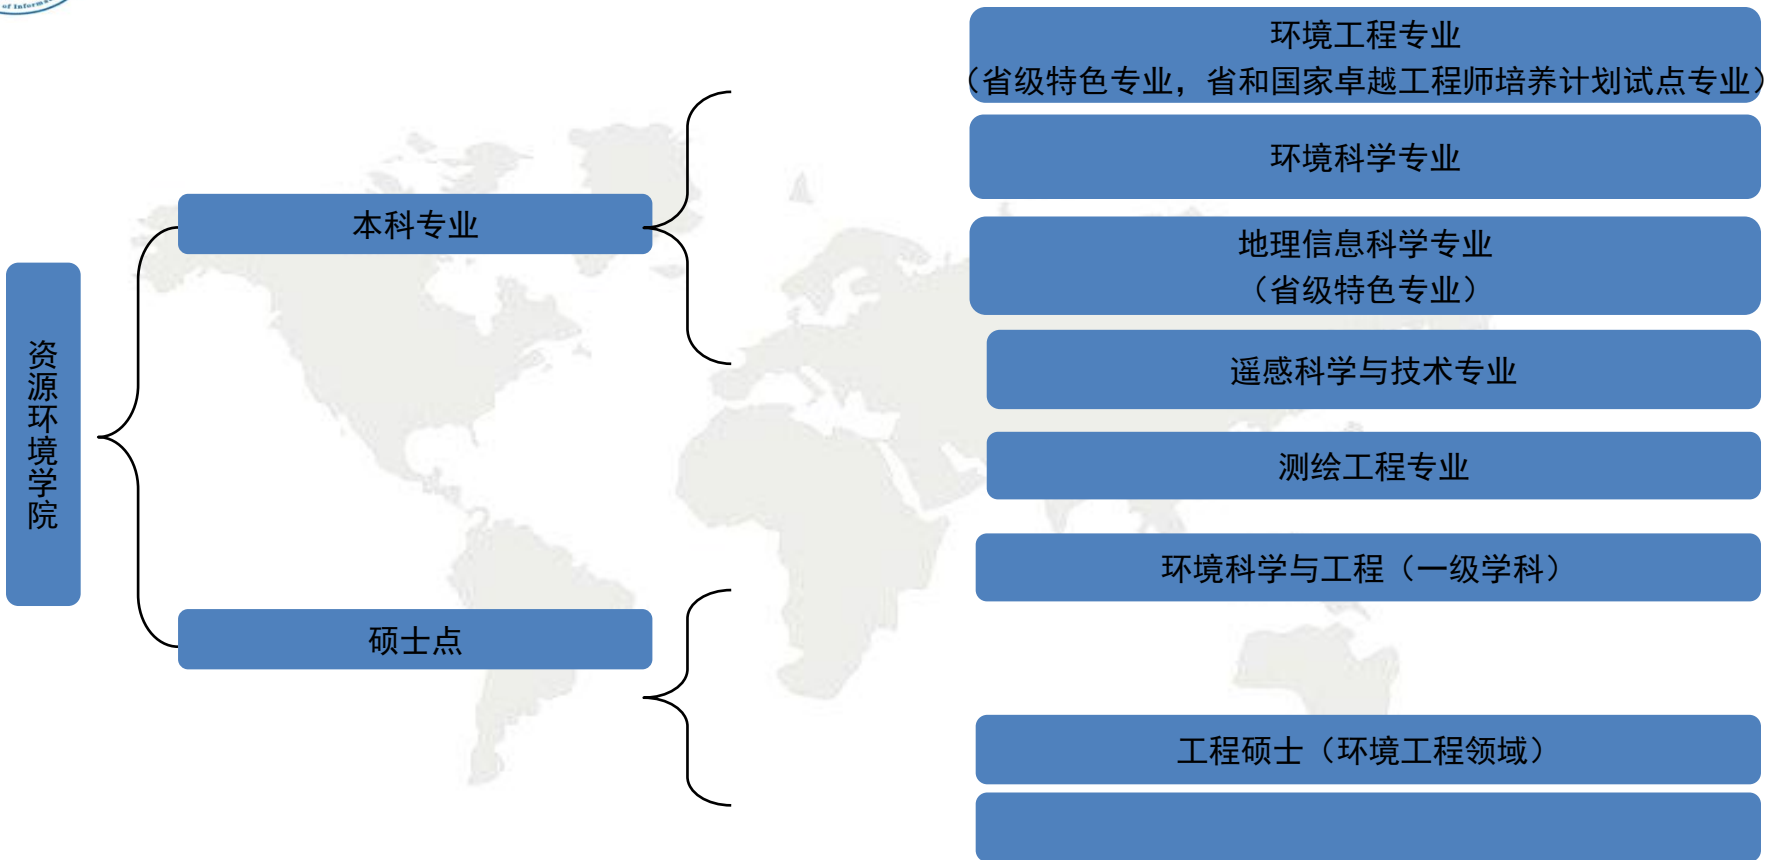 of Inform
环境工程专业
（省级特色专业，省和国家卓越工程师培养计划试点专业）
环境科学专业
本科专业
地理信息科学专业
（省级特色专业）
资源环境学院
遥感科学与技术专业
测绘工程专业
环境科学与工程（一级学科）
硕士点
工程硕士（环境工程领域）